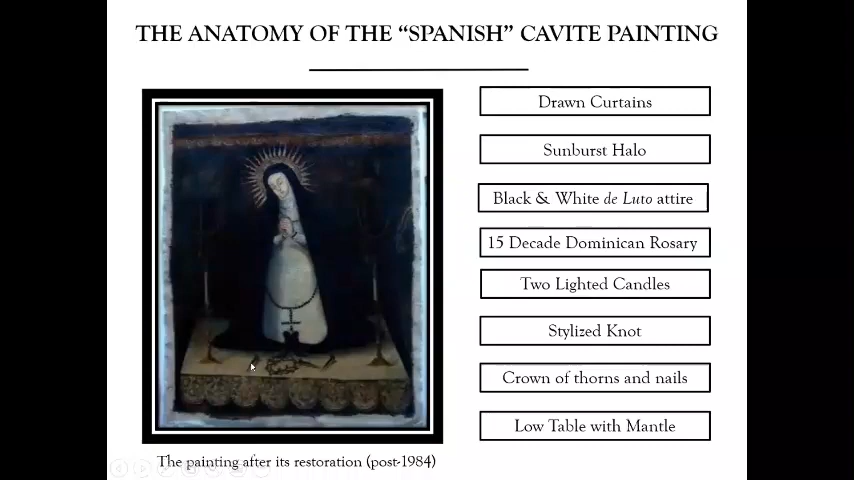 THE ANATOMY OF THE “SPANISH” CAVITE PAINTING
Drawn Curtains
Sunburst Halo
Black & White de Luto attire
15 Decade Dominican Rosary
Two Lighted Candles
Stylized Knot
Crown of thorns and nails
Low Table with Mantle
The painting after its restoration (post-1984)